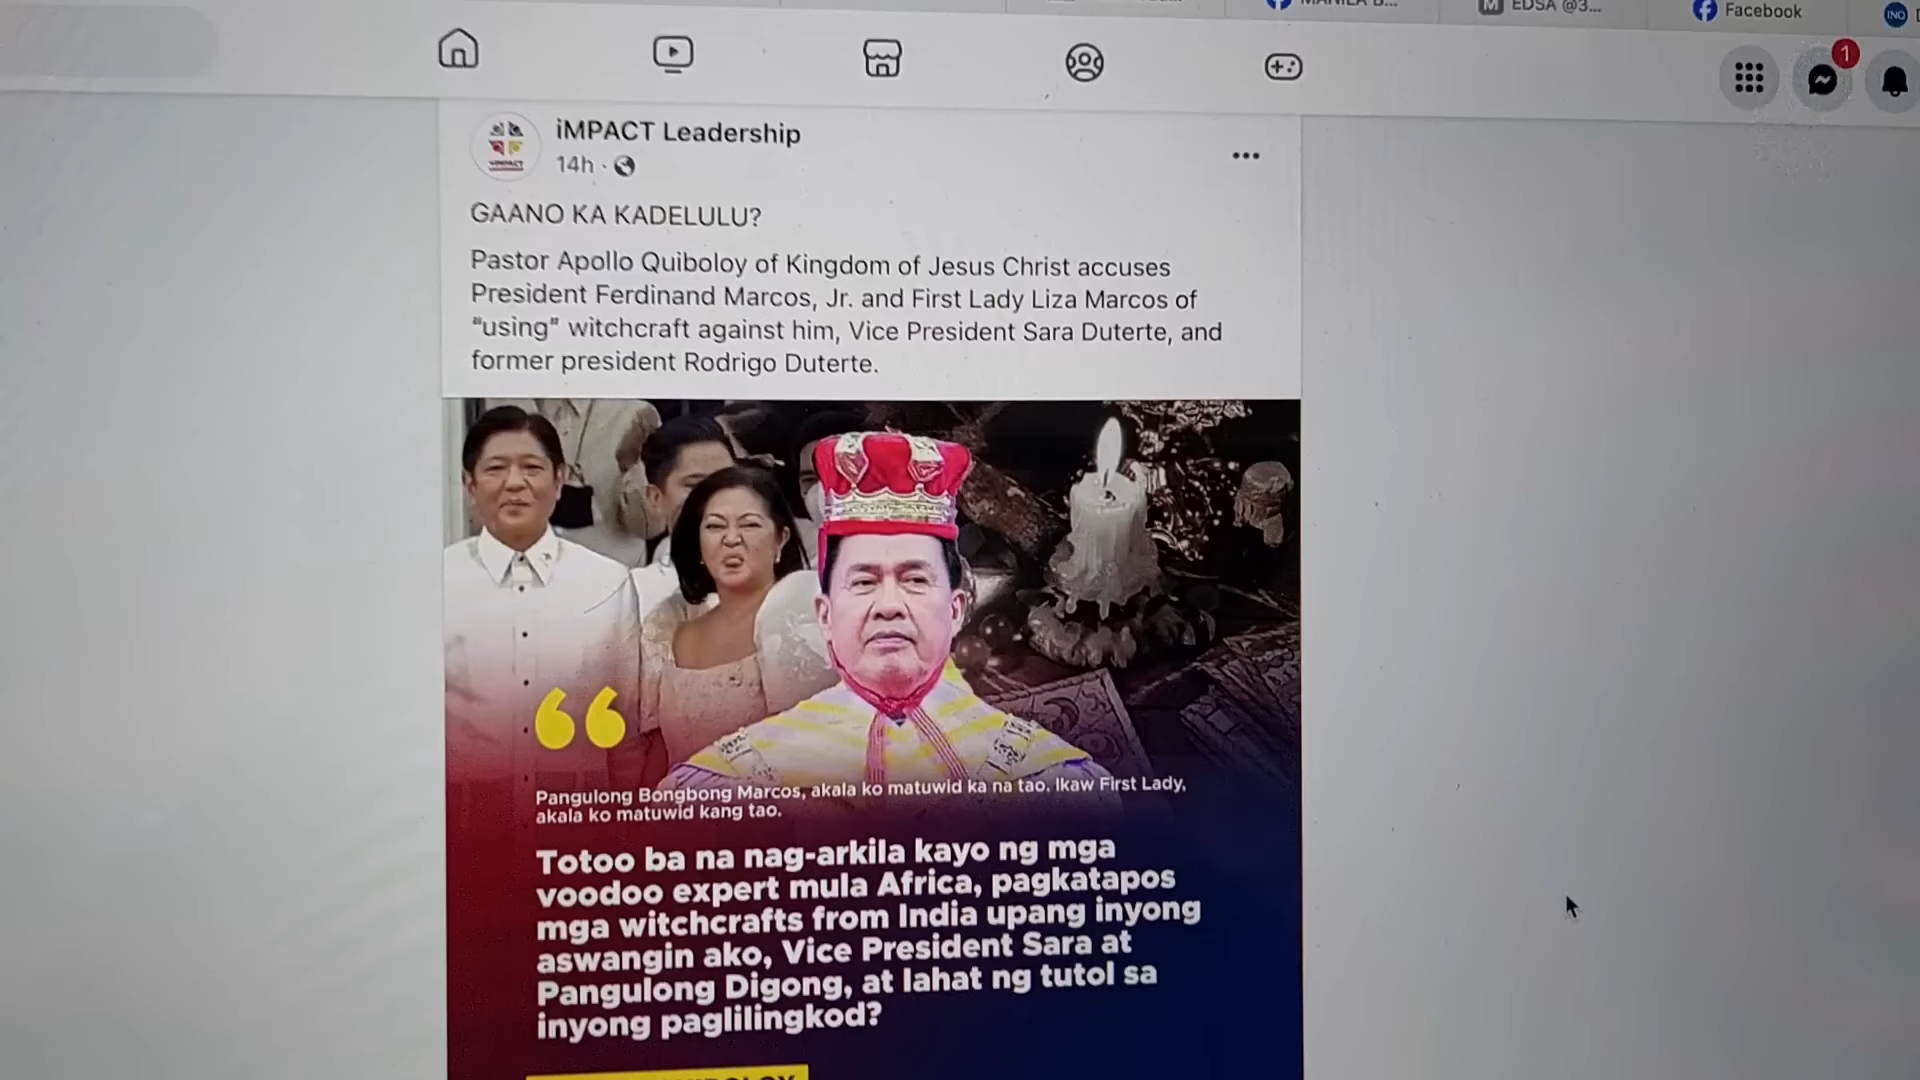 EDSA @3...
Facebook
1
iMPACT Leadership
14h
GAANO KA KADELULU?
Pastor Apollo Quiboloy of Kingdom of Jesus Christ accuses
President Ferdinand Marcos, Jr. and First Lady Liza Marcos of
"using" witchcraft against him, Vice President Sara Duterte, and
former president Rodrigo Duterte.
Pangulong Bongbong Marcos, akala ko matuwid ka na tao. Ikaw First Lady,
akala ko matuwid kang tao.
Totoo ba na nag-arkila kayo ng mga
voodoo expert mula Africa, pagkatapos
mga witchcrafts from India upang inyong
aswangin ako, Vice President Sara at
Pangulong Digong, at lahat ng tutol sa
inyong paglilingkod?